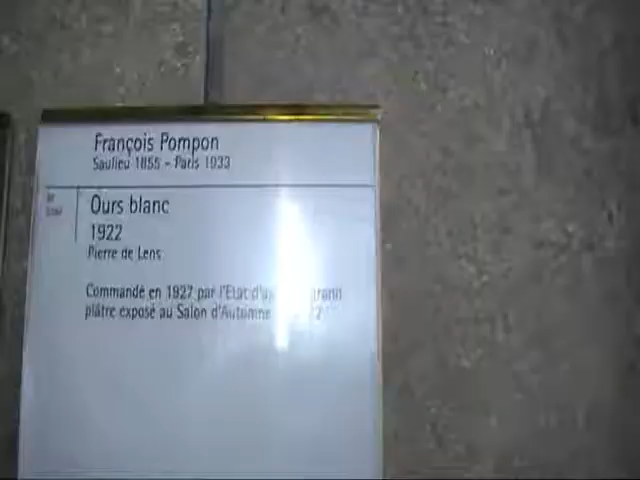 François Pompon
Saulieu 1855 - Paris 1933
Ours blanc
1922
Pierre de Lens
Commandé en 1927 par l'Etat grand
plâtre exposé au Salon d'Automne